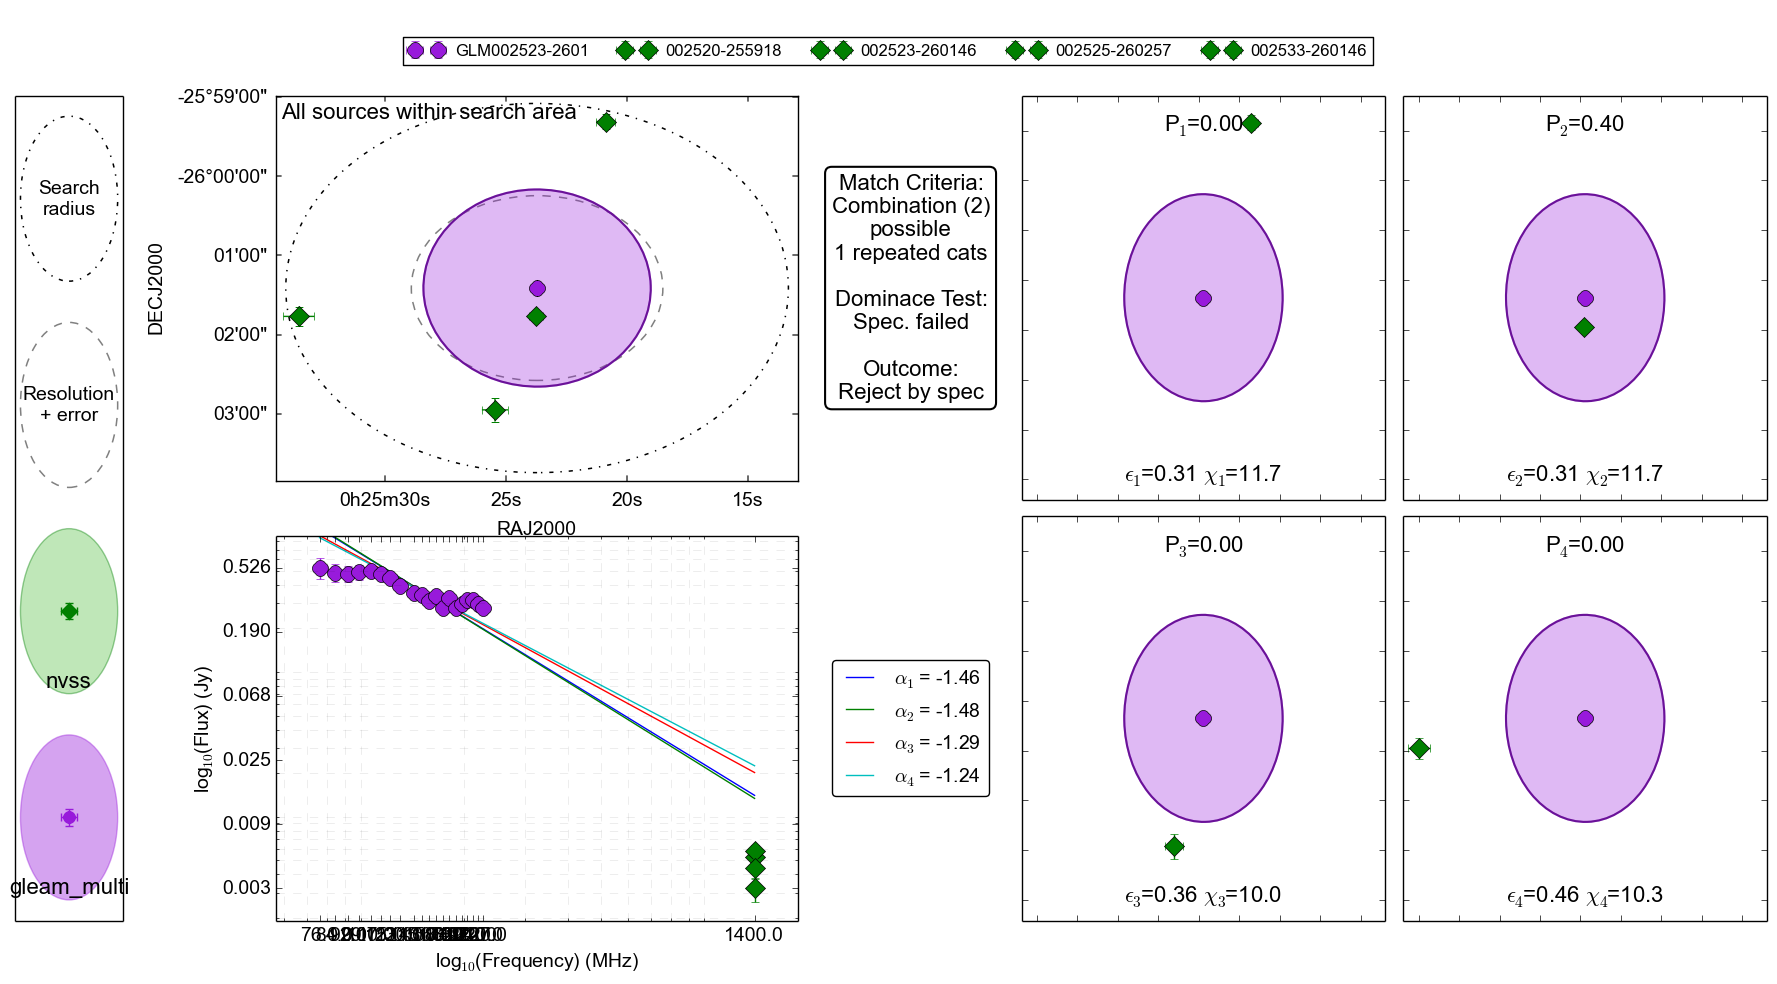 GLM002523-2601 002520-255918 002523-260146 002525-260257 002533-260146
Search
radius
Resolution
+ error
nvss
gleam_multi
All sources within search area
-25°59'00"
-26°00'00"
01'00"
02'00"
03'00"
DECJ2000
0h25m30s 25s 20s 15s
RAJ2000
Match Criteria:
Combination (2)
possible
1 repeated cats
Dominace Test:
Spec. failed
Outcome:
Reject by spec
P1=0.00
ϵ1=0.31 χ1=11.7
P2=0.40
ϵ2=0.31 χ2=11.7
P3=0.00
ϵ3=0.36 χ3=10.0
P4=0.00
ϵ4=0.46 χ4=10.3
0.526
0.190
0.068
0.025
0.009
0.003
log10(Flux) (Jy)
1400.0
log10(Frequency) (MHz)
α1 = -1.46
α2 = -1.48
α3 = -1.29
α4 = -1.24